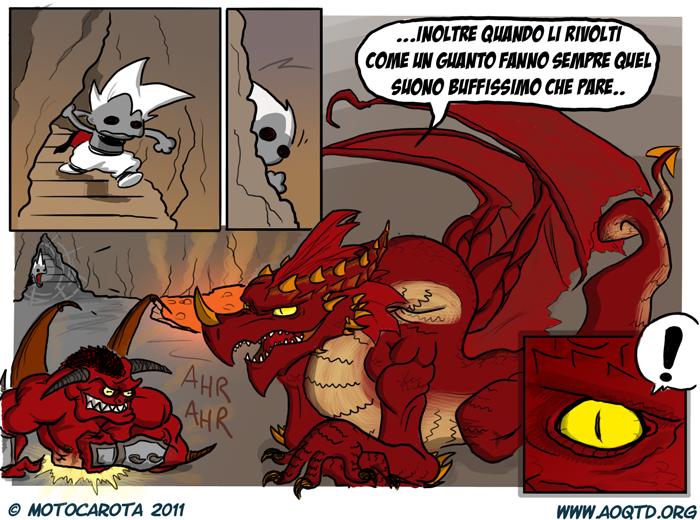 ...INOLTRE QUANDO LI RIVOLTI
COME UN GUANTO FANNO SEMPRE QUEL
SUONO BUFFISSIMO CHE PARE..
AHR
AHR
!
© MOTOCAROTA 2011
WWW.AOQTD.ORG